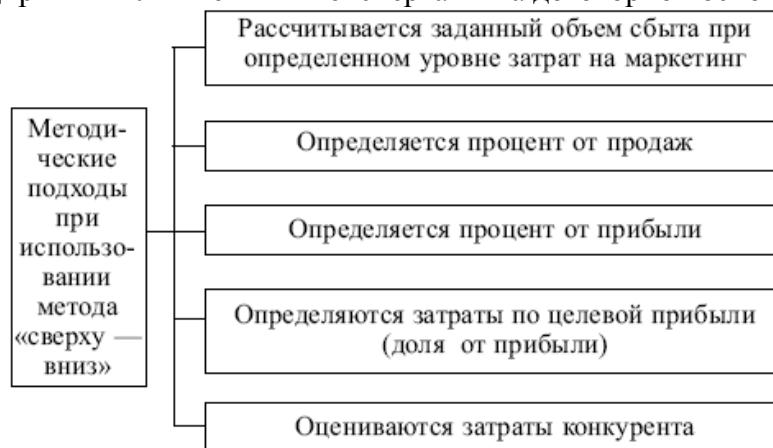 Рассчитывается заданный объем сбыта при
определенном уровне затрат на маркетинг
Методи-
ческие
подходы
при
использо-
вании
метода
«сверху —
вниз»
Определяется процент от продаж
Определяется процент от прибыли
Определяются затраты по целевой прибыли
(доля от прибыли)
Оцениваются затраты конкурента